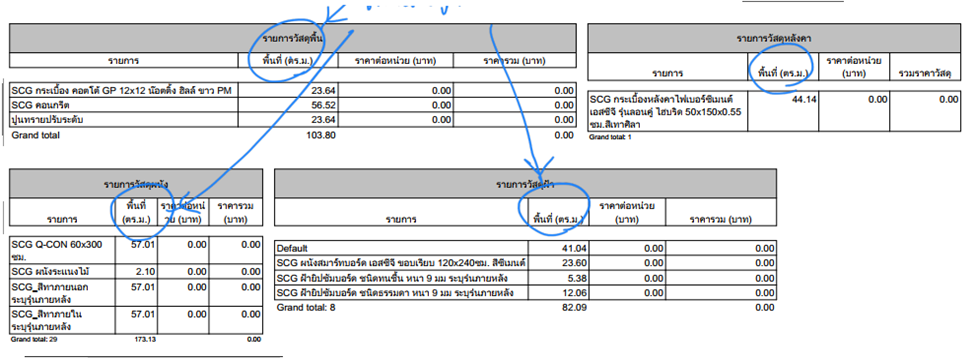 รายการวัสดุพื้น
รายการ พื้นที่ (ตร.ม.) ราคาต่อหน่วย (บาท) ราคารวม (บาท)
SCG กระเบื้อง คอตโต้ GP 12x12 น๊อตติ้ง ฮิลล์ ขาว PM 23.64 0.00 0.00
SCG คอนกรีต 56.52 0.00 0.00
ปูนทรายปรับระดับ 23.64 0.00 0.00
Grand total 103.80 0.00
รายการวัสดุหลังคา
รายการ พื้นที่ (ตร.ม.) ราคาต่อหน่วย (บาท) รวมราคาวัสดุ
SCG กระเบื้องหลังคาไฟเบอร์ซีเมนต์ 44.14 0.00 0.00
เอสซีจี รุ่นลอนคู่ ไฮบริด 50x150x0.55
ซม.สีเทาศิลา
Grand total: 1
รายการวัสดุผนัง
รายการ พื้นที่ (ตร.ม.) ราคาต่อหน่วย (บาท) ราคารวม (บาท)
SCG Q-CON 60x300 57.01 0.00 0.00
ซม.
SCG ผนังระแนงไม้ 2.10 0.00 0.00
SCG_สีทาภายนอก 57.01 0.00 0.00
ระบุรุ่นภายหลัง
SCG_สีทาภายใน 57.01 0.00 0.00
ระบุรุ่นภายหลัง
Grand total: 29 173.13 0.00
รายการวัสดุฝ้า
รายการ พื้นที่ (ตร.ม.) ราคาต่อหน่วย (บาท) ราคารวม (บาท)
Default 41.04 0.00 0.00
SCG ผนังสมาร์ทบอร์ด เอสซีจี ขอบเรียบ 120x240ซม. สีซีเมนต์ 23.60 0.00 0.00
SCG ฝ้ายิปซัมบอร์ด ชนิดทนชื้น หนา 9 มม ระบุรุ่นภายหลัง 5.38 0.00 0.00
SCG ฝ้ายิปซัมบอร์ด ชนิดธรรมดา หนา 9 มม ระบุรุ่นภายหลัง 12.06 0.00 0.00
Grand total: 8 82.09 0.00